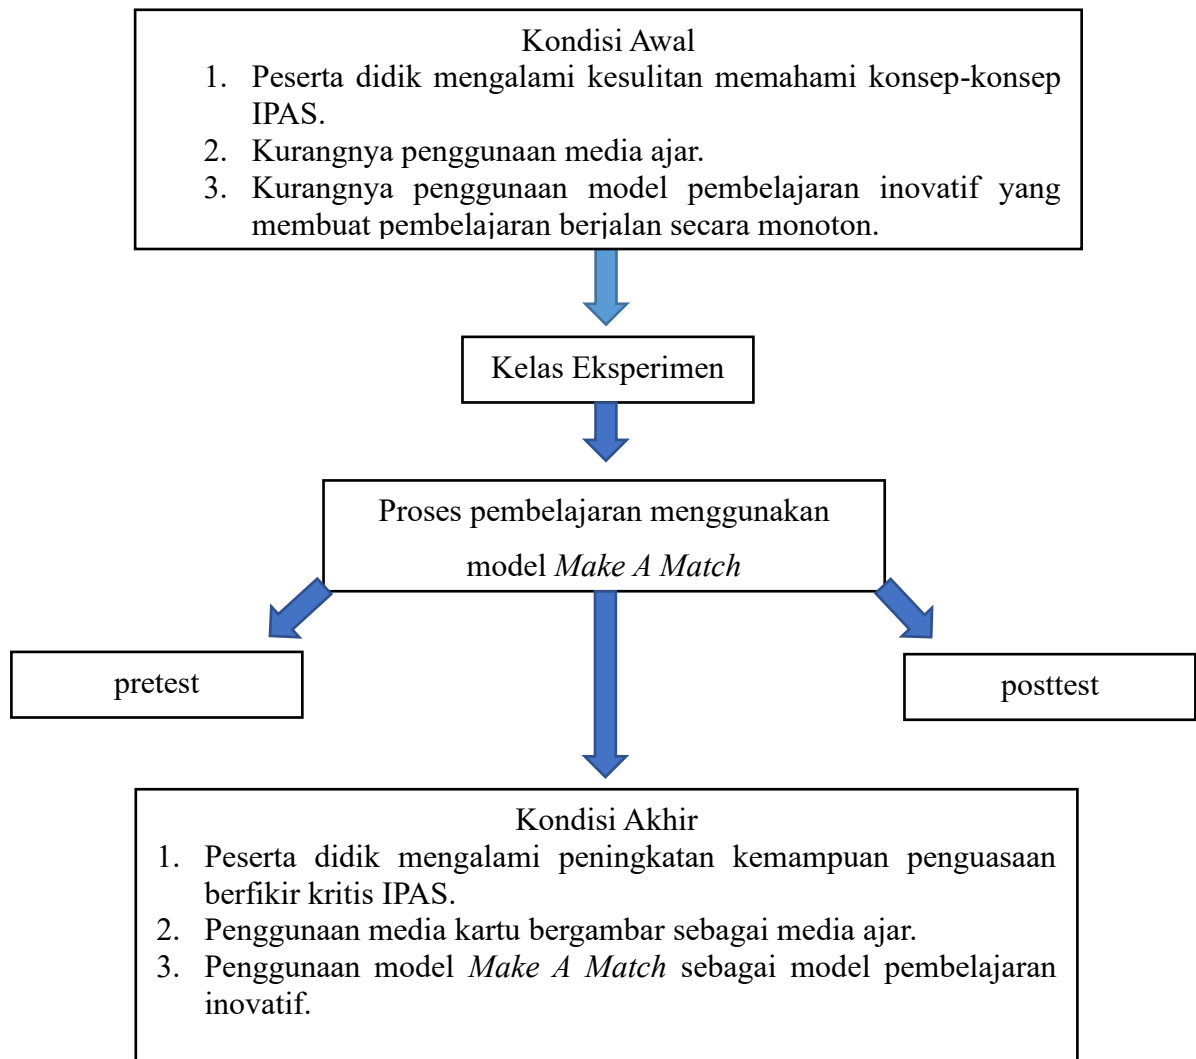 Kondisi Awal
1. Peserta didik mengalami kesulitan memahami konsep-konsep
IPAS.
2. Kurangnya penggunaan media ajar.
3. Kurangnya penggunaan model pembelajaran inovatif yang
membuat pembelajaran berjalan secara monoton.
Kelas Eksperimen
Proses pembelajaran menggunakan
model Make A Match
pretest
posttest
Kondisi Akhir
1. Peserta didik mengalami peningkatan kemampuan penguasaan
berfikir kritis IPAS.
2. Penggunaan media kartu bergambar sebagai media ajar.
3. Penggunaan model Make A Match sebagai model pembelajaran
inovatif.